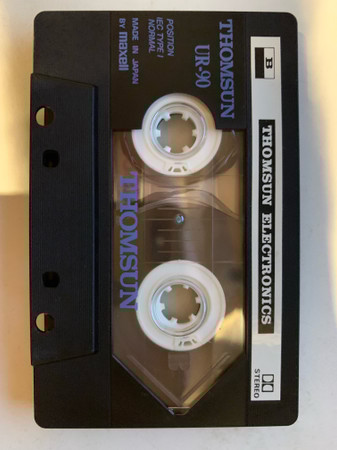 B
THOMSUN ELECTRONICS
STEREO
THOMSUN
UR-90
THOMSUN
POSITION
IEC TYPE I
NORMAL
MADE IN JAPAN
BY maxell